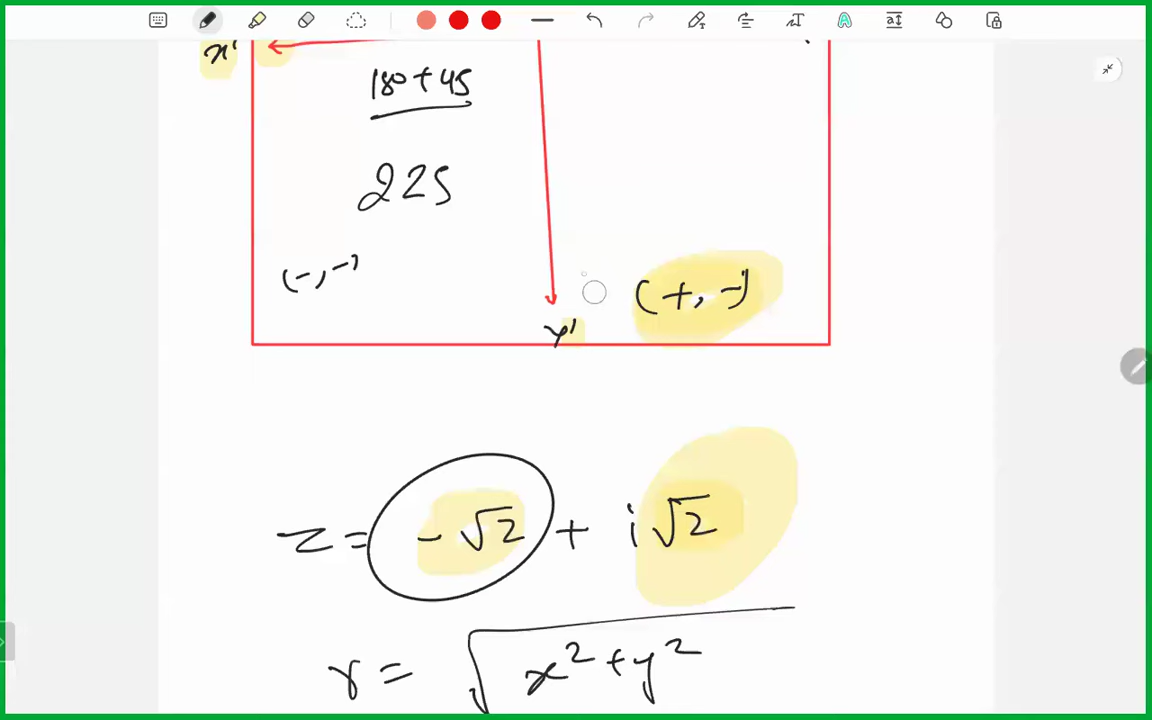 x'
180+45
225
(-,-)
(+,-)
y'
z = -√2 + i√2
r = √x²+y²